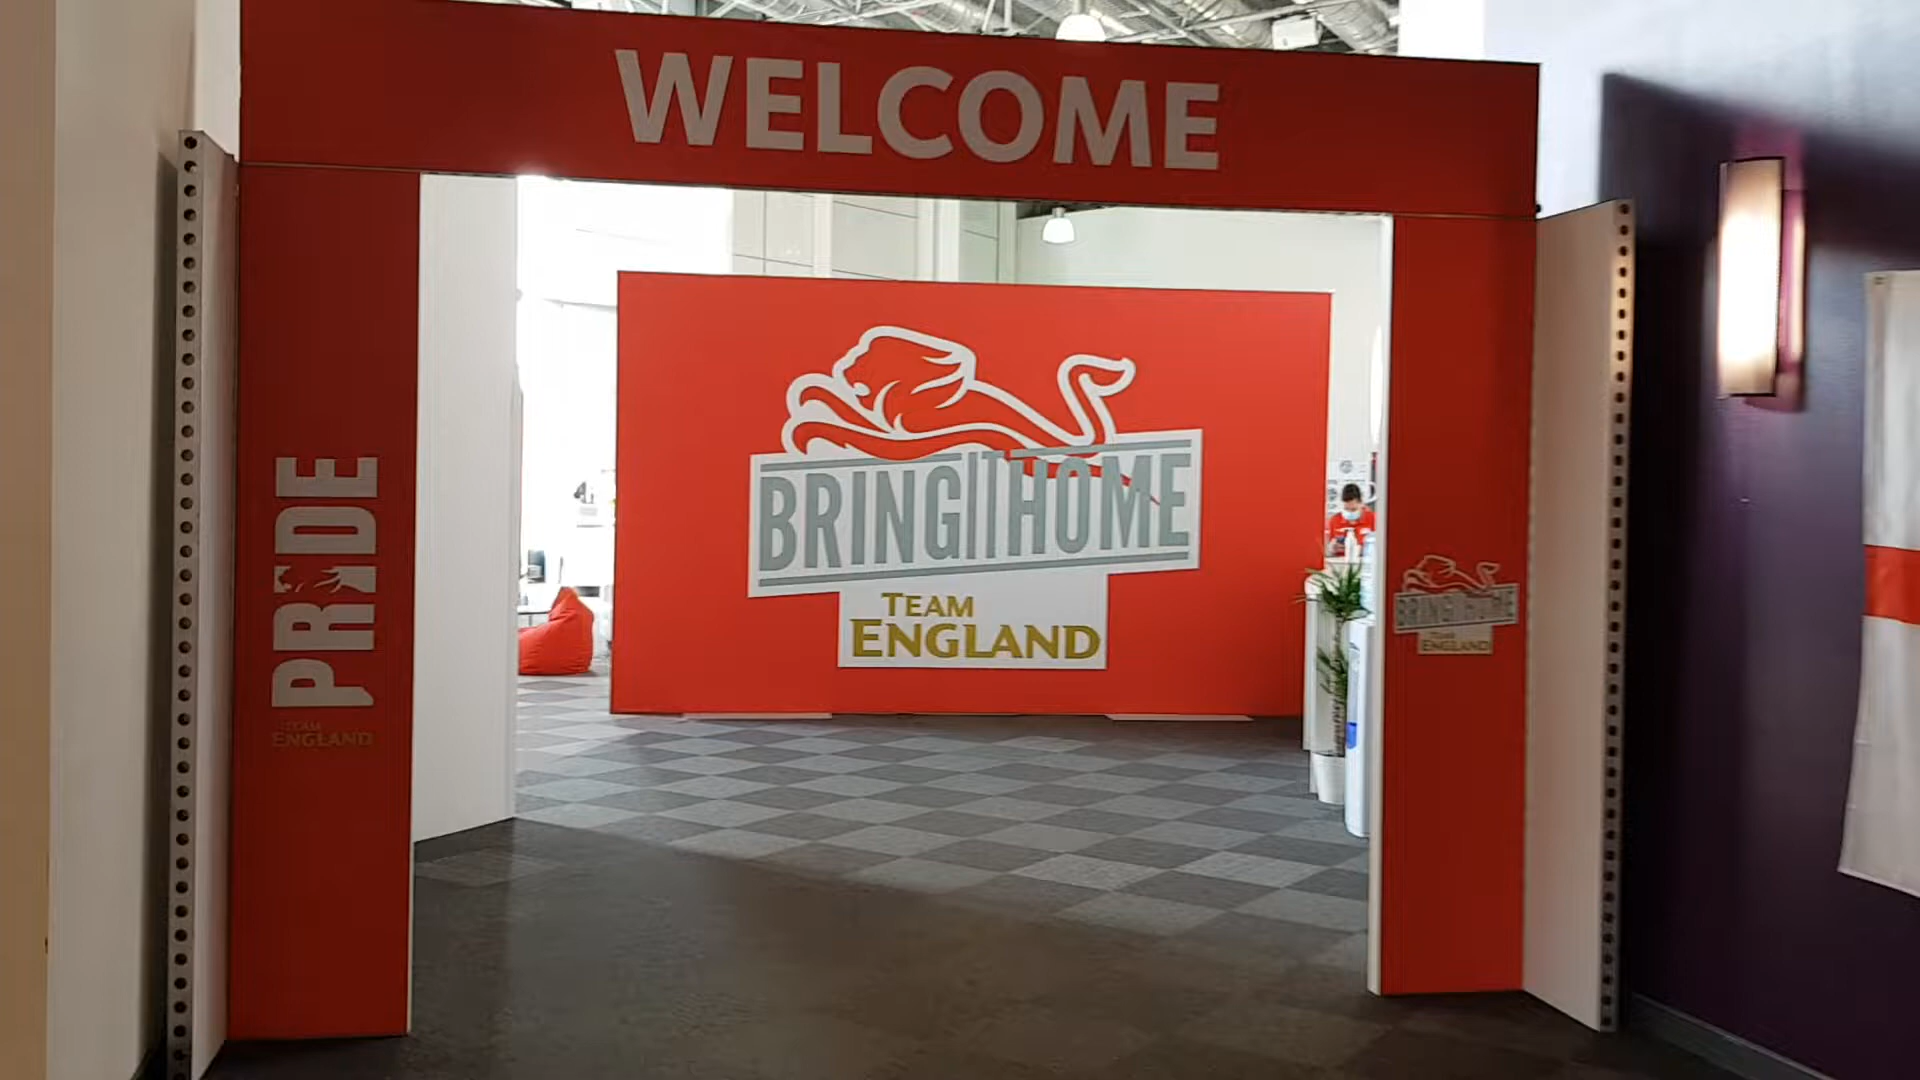 WELCOME
PRIDE
TEAM
ENGLAND
BRING IT HOME
TEAM
ENGLAND
BRING IT HOME
TEAM
ENGLAND